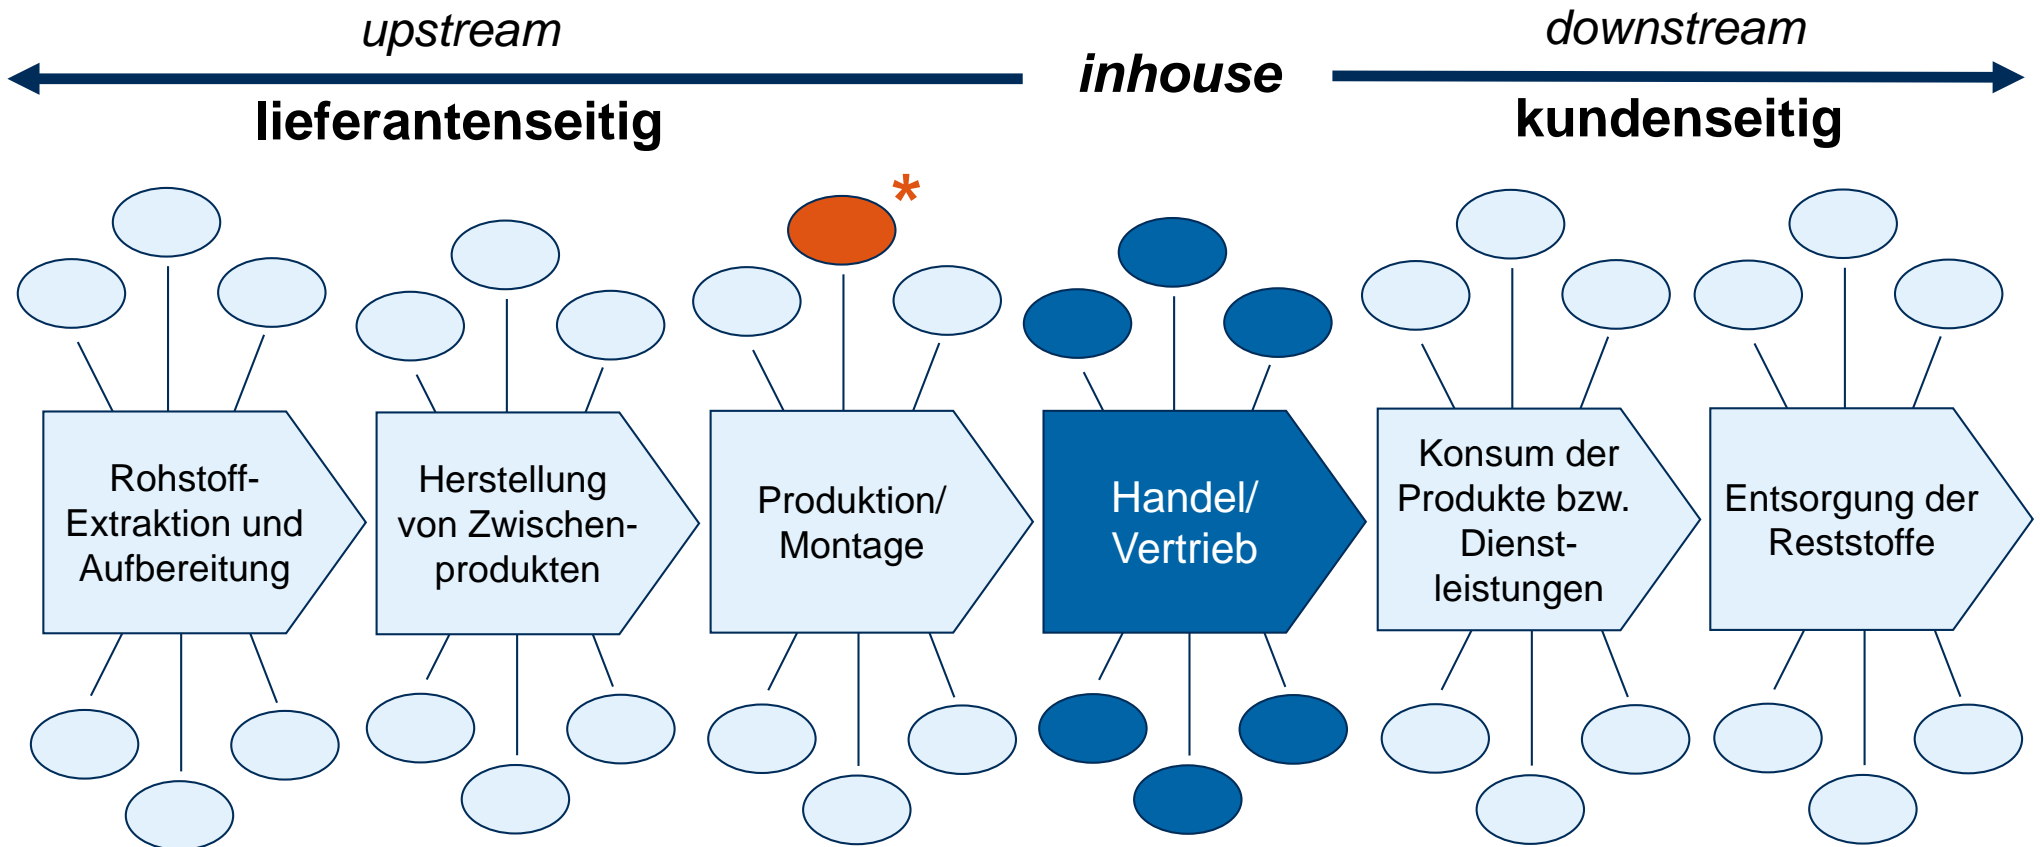 upstream
inhouse
downstream
lieferantenseitig
kundenseitig
*
Rohstoff-
Extraktion und
Aufbereitung
Herstellung
von Zwischen-
produkten
Produktion/
Montage
Handel/
Vertrieb
Konsum der
Produkte bzw.
Dienst-
leistungen
Entsorgung der
Reststoffe